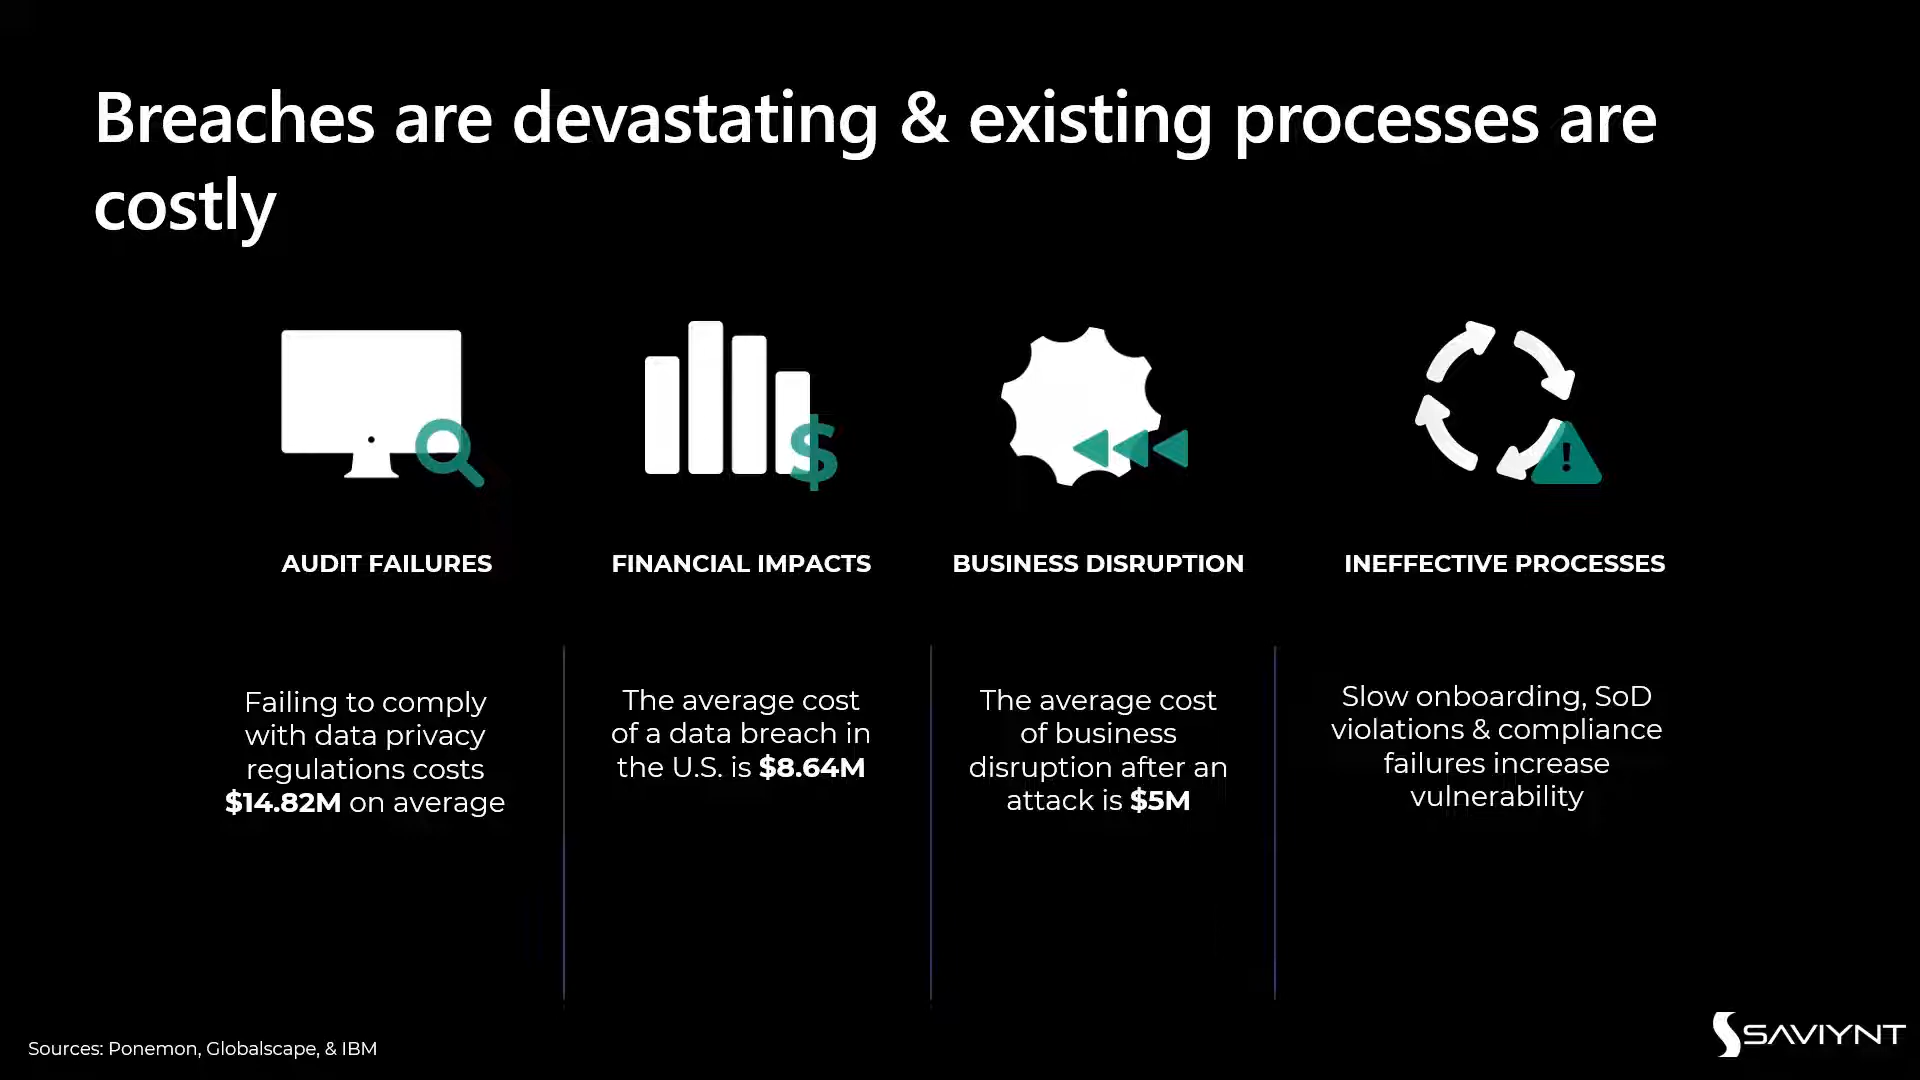 Breaches are devastating & existing processes are
costly
AUDIT FAILURES
FINANCIAL IMPACTS
BUSINESS DISRUPTION
INEFFECTIVE PROCESSES
Failing to comply
with data privacy
regulations costs
$14.82M on average
The average cost
of a data breach in
the U.S. is $8.64M
The average cost
of business
disruption after an
attack is $5M
Slow onboarding, SoD
violations & compliance
failures increase
vulnerability
Sources: Ponemon, Globalscape, & IBM
SAVIYNT